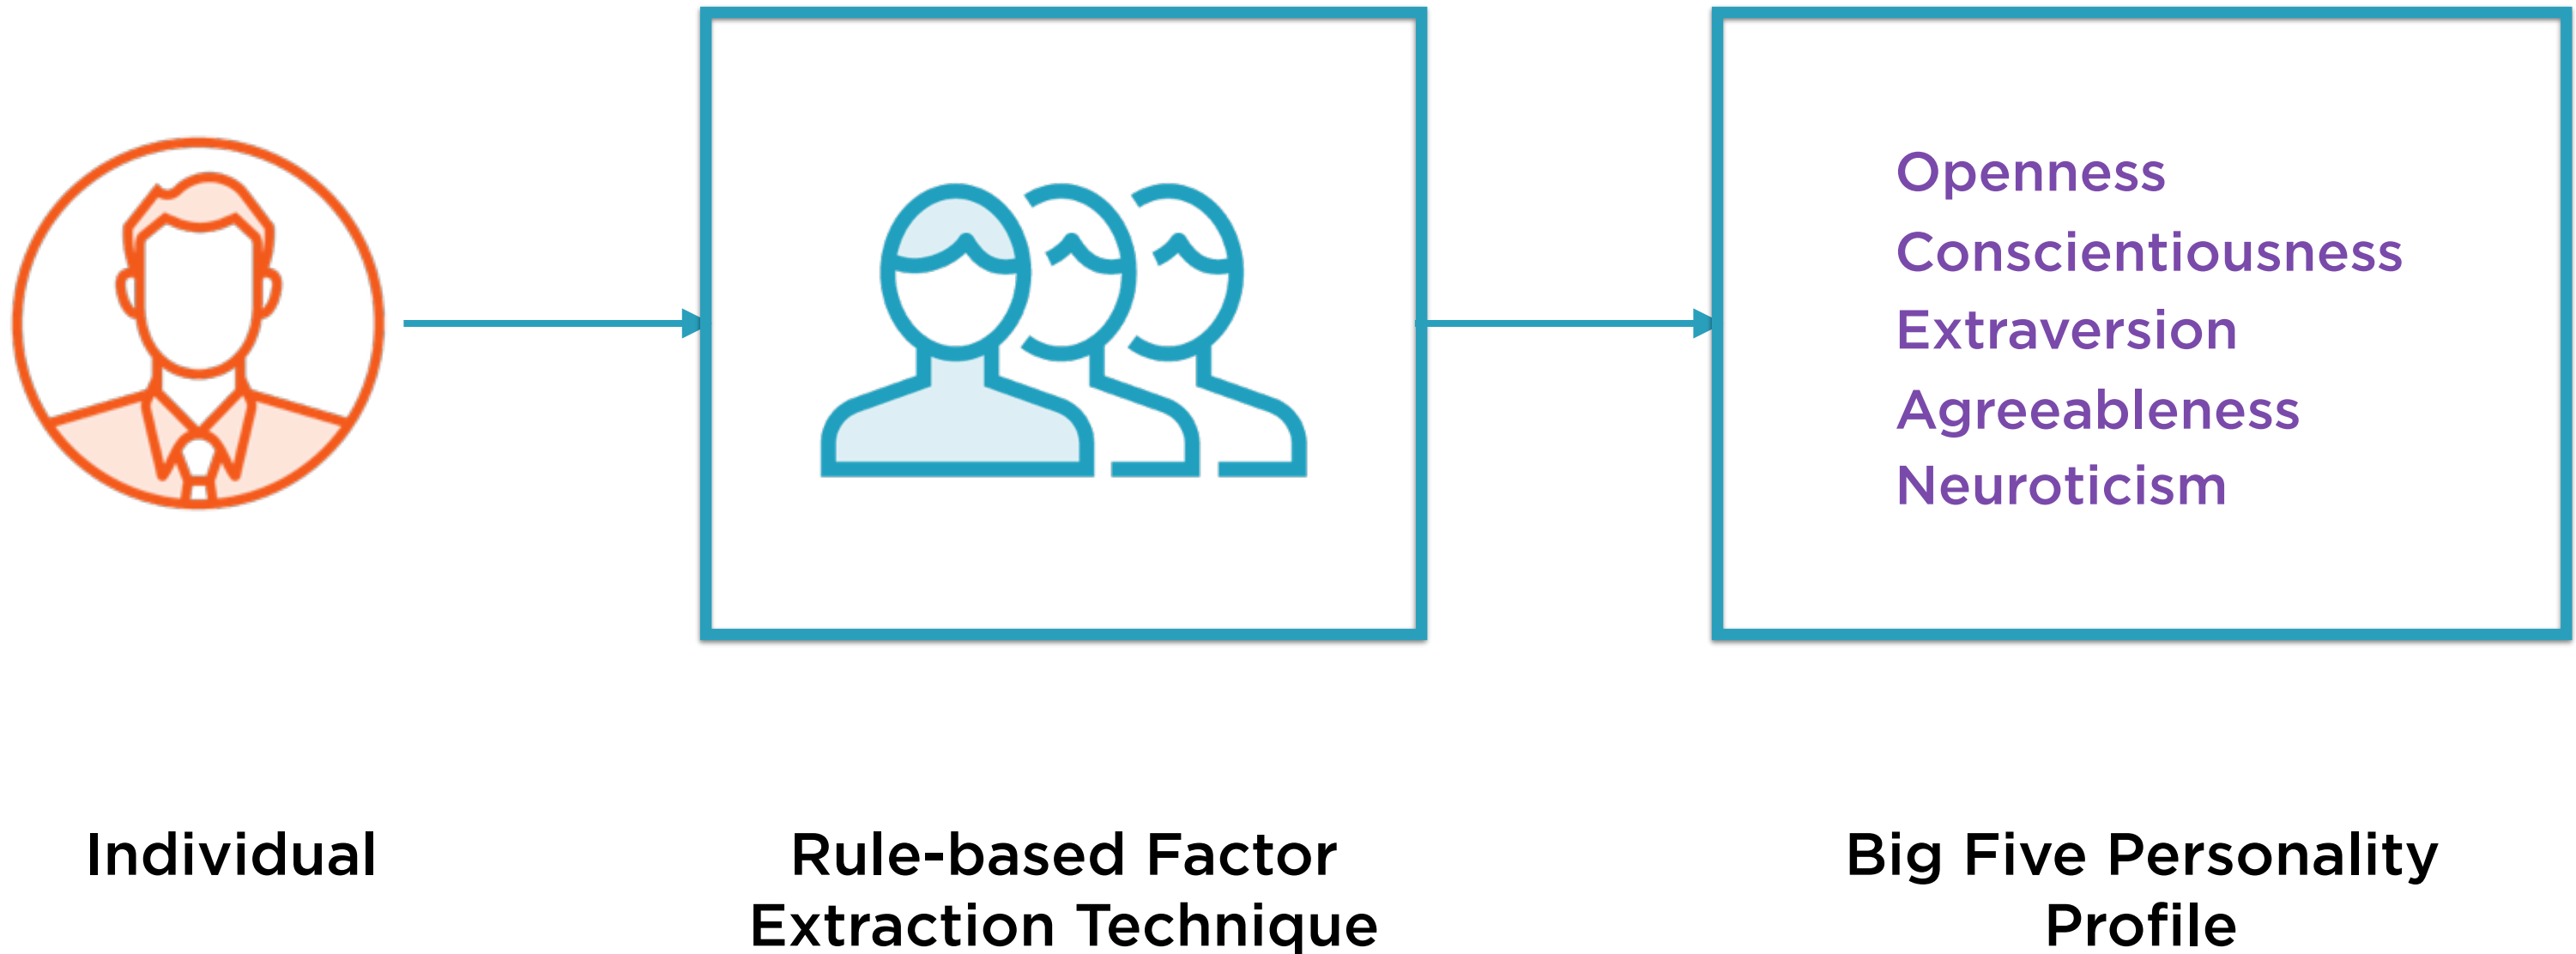 Openness
Conscientiousness
Extraversion
Agreeableness
Neuroticism
Individual
Rule-based Factor
Extraction Technique
Big Five Personality
Profile